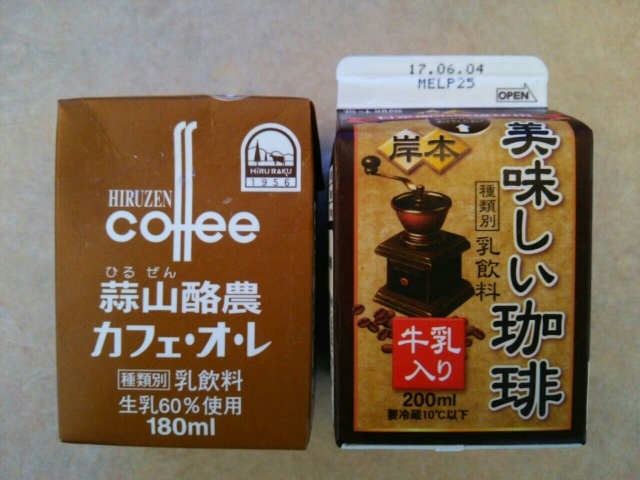 HIRUZEN
coffee
HIRURAKU
1956
ひるぜん
蒜山酪農
カフェ・オ・レ
種類別 乳飲料
生乳60%使用
180ml
17.06.04
MELP25
OPEN
岸本
美味しい珈琲
種類別
乳飲料
牛乳
入り
200ml
要冷蔵10℃以下